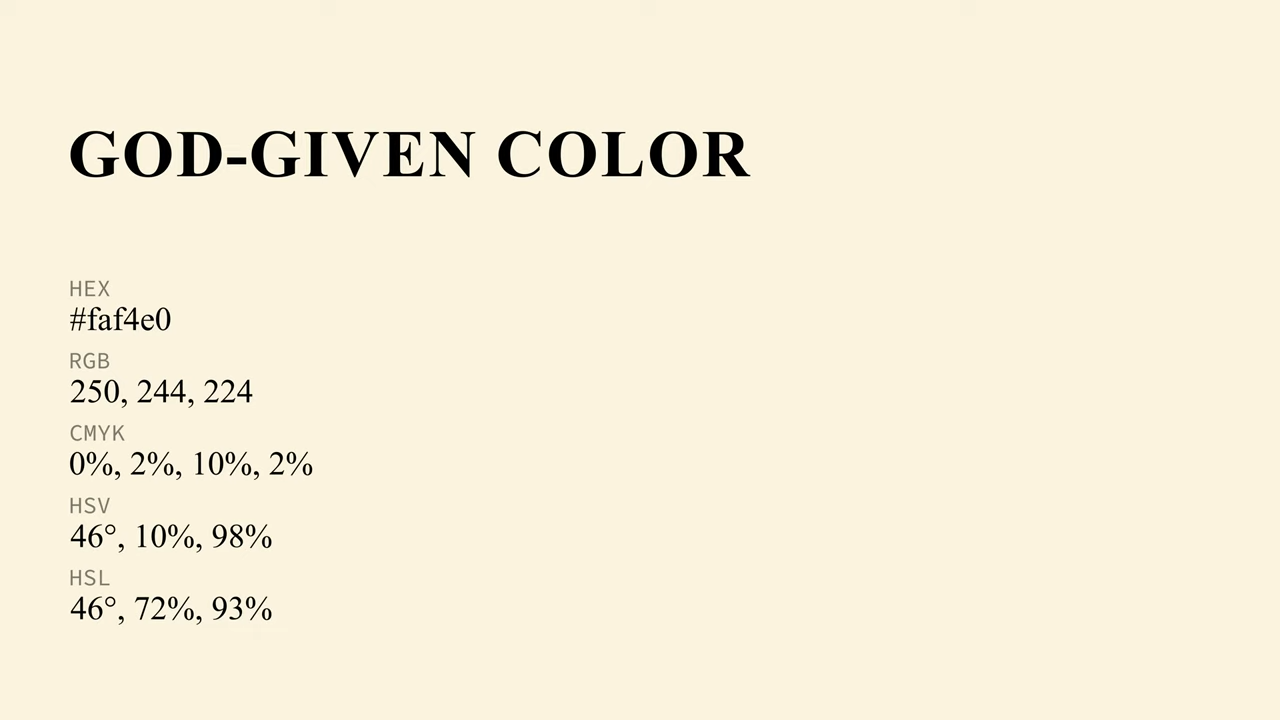 GOD-GIVEN COLOR
HEX
#faf4e0
RGB
250, 244, 224
CMYK
0%, 2%, 10%, 2%
HSV
46°, 10%, 98%
HSL
46°, 72%, 93%